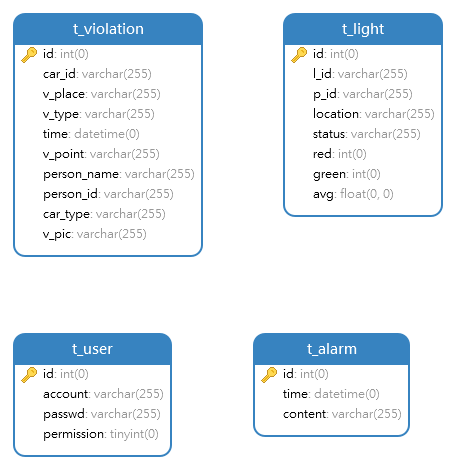 t_violation
id: int(0)
car_id: varchar(255)
v_place: varchar(255)
v_type: varchar(255)
time: datetime(0)
v_point: varchar(255)
person_name: varchar(255)
person_id: varchar(255)
car_type: varchar(255)
v_pic: varchar(255)
t_light
id: int(0)
l_id: varchar(255)
p_id: varchar(255)
location: varchar(255)
status: varchar(255)
red: int(0)
green: int(0)
avg: float(0, 0)
t_user
id: int(0)
account: varchar(255)
passwd: varchar(255)
permission: tinyint(0)
t_alarm
id: int(0)
time: datetime(0)
content: varchar(255)